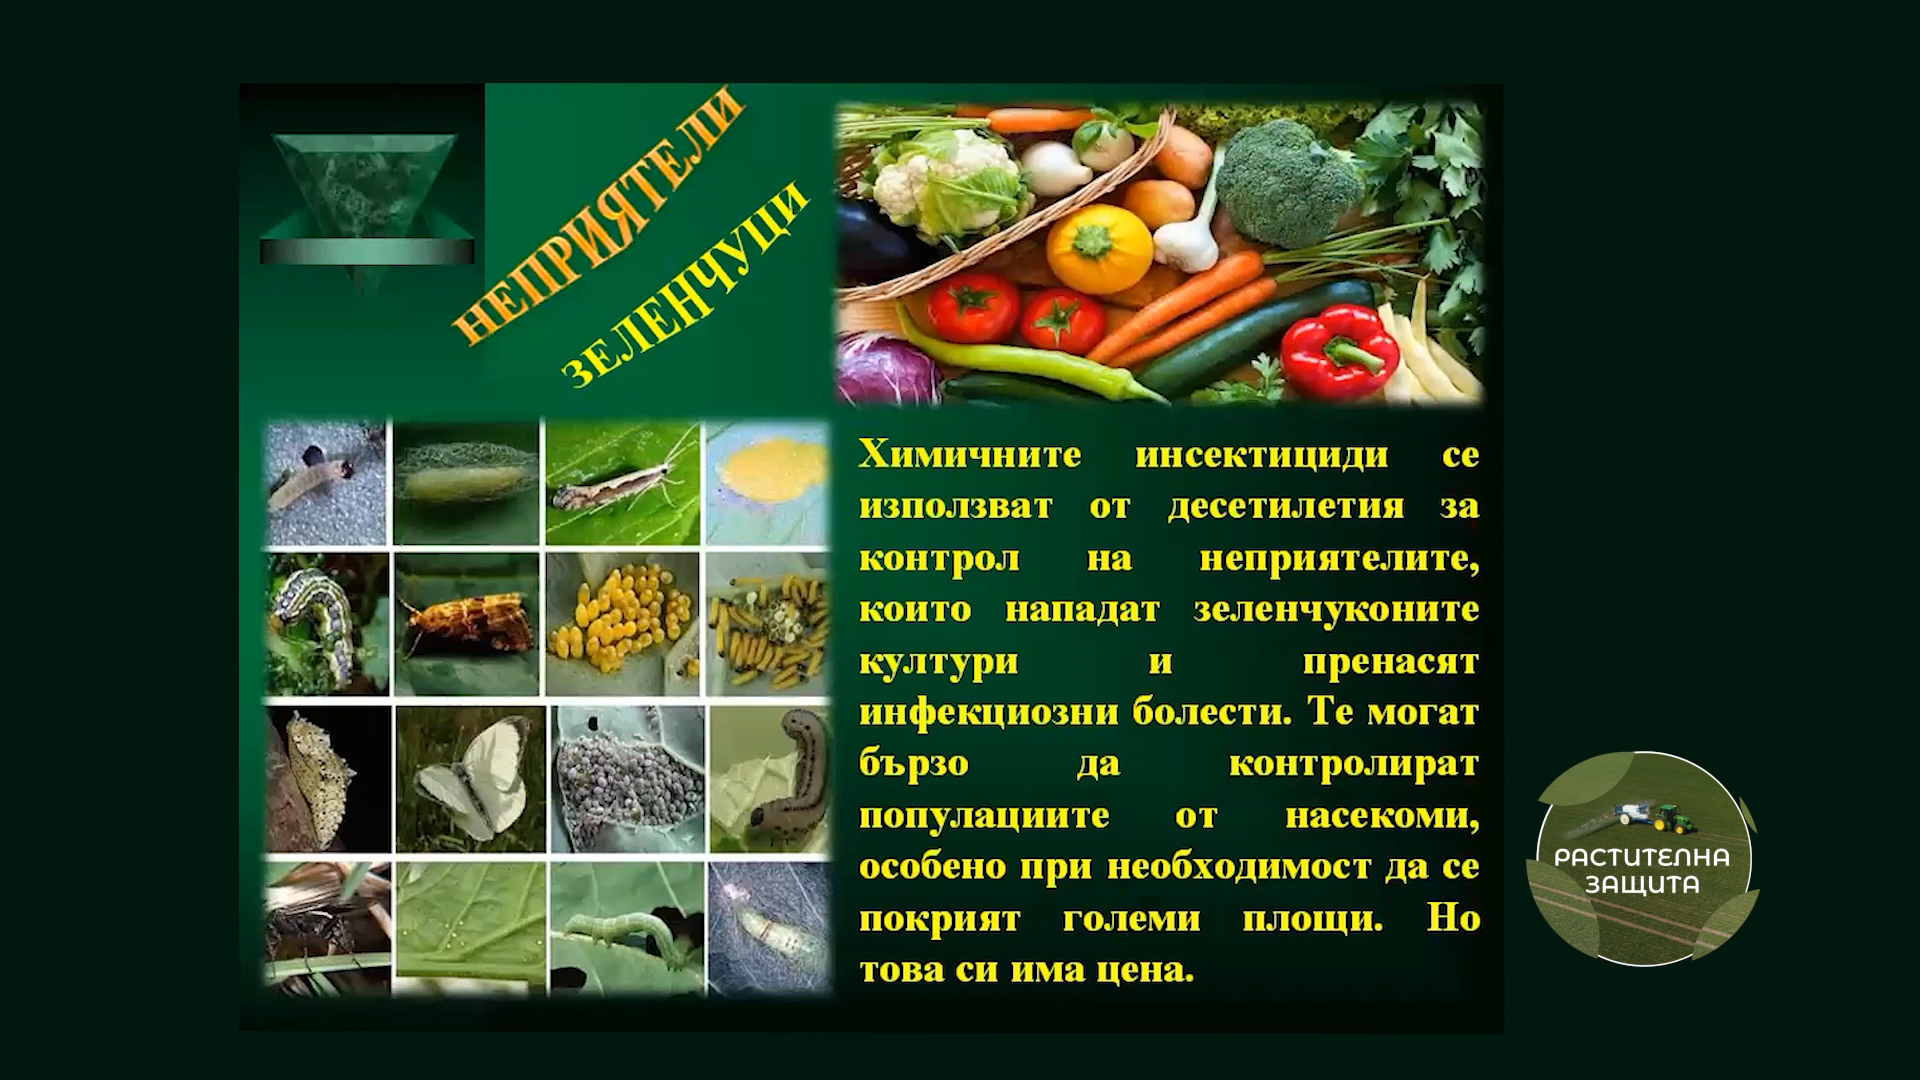 НЕПРИЯТЕЛИ
ЗЕЛЕНЧУЦИ
Химичните инсектициди се
използват от десетилетия за
контрол на неприятелите,
които нападат зеленчуконите
култури и пренасят
инфекциозни болести. Те могат
бързо да контролират
популациите от насекоми,
особено при необходимост да се
покрият големи площи. Но
това си има цена.
РАСТИТЕЛНА
ЗАЩИТА